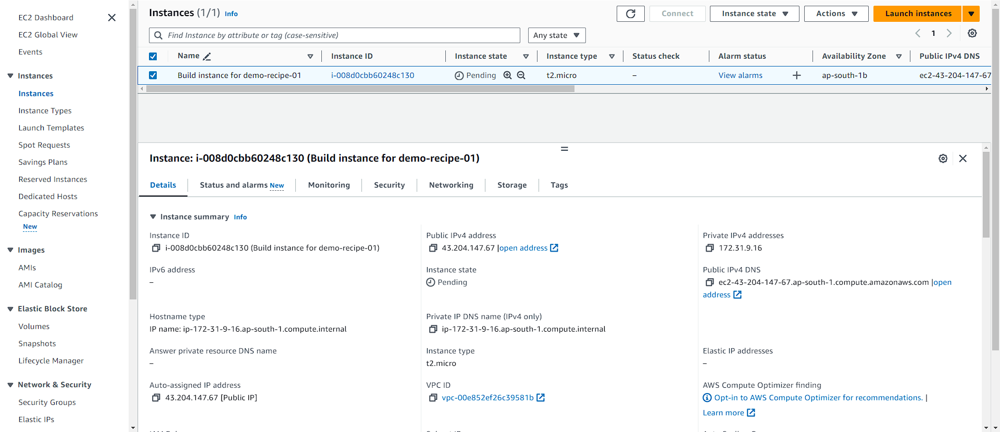 EC2 Dashboard
EC2 Global View
Events
Instances
Instances
Instance Types
Launch Templates
Spot Requests
Savings Plans
Reserved Instances
Dedicated Hosts
Capacity Reservations
New
Images
AMIs
AMI Catalog
Elastic Block Store
Volumes
Snapshots
Lifecycle Manager
Network & Security
Security Groups
Elastic IPs
Instances (1/1) Info
Connect
Instance state
Actions
Launch instances
Find Instance by attribute or tag (case-sensitive)
Any state
1
Name Instance ID Instance state Instance type Status check Alarm status Availability Zone Public IPv4 DNS
Build instance for demo-recipe-01 i-008d0cbb60248c130 Pending t2.micro – View alarms + ap-south-1b ec2-43-204-147-67
Instance: i-008d0cbb60248c130 (Build instance for demo-recipe-01)
Details Status and alarms New Monitoring Security Networking Storage Tags
Instance summary Info
Instance ID
i-008d0cbb60248c130 (Build instance for demo-recipe-01)
Public IPv4 address
43.204.147.67 |open address
Private IPv4 addresses
172.31.9.16
IPv6 address
–
Instance state
Pending
Public IPv4 DNS
ec2-43-204-147-67.ap-south-1.compute.amazonaws.com |open
address
Hostname type
IP name: ip-172-31-9-16.ap-south-1.compute.internal
Private IP DNS name (IPv4 only)
ip-172-31-9-16.ap-south-1.compute.internal
Answer private resource DNS name
–
Instance type
t2.micro
Elastic IP addresses
–
Auto-assigned IP address
43.204.147.67 [Public IP]
VPC ID
vpc-00e852ef26c39581b
AWS Compute Optimizer finding
Opt-in to AWS Compute Optimizer for recommendations. |
Learn more